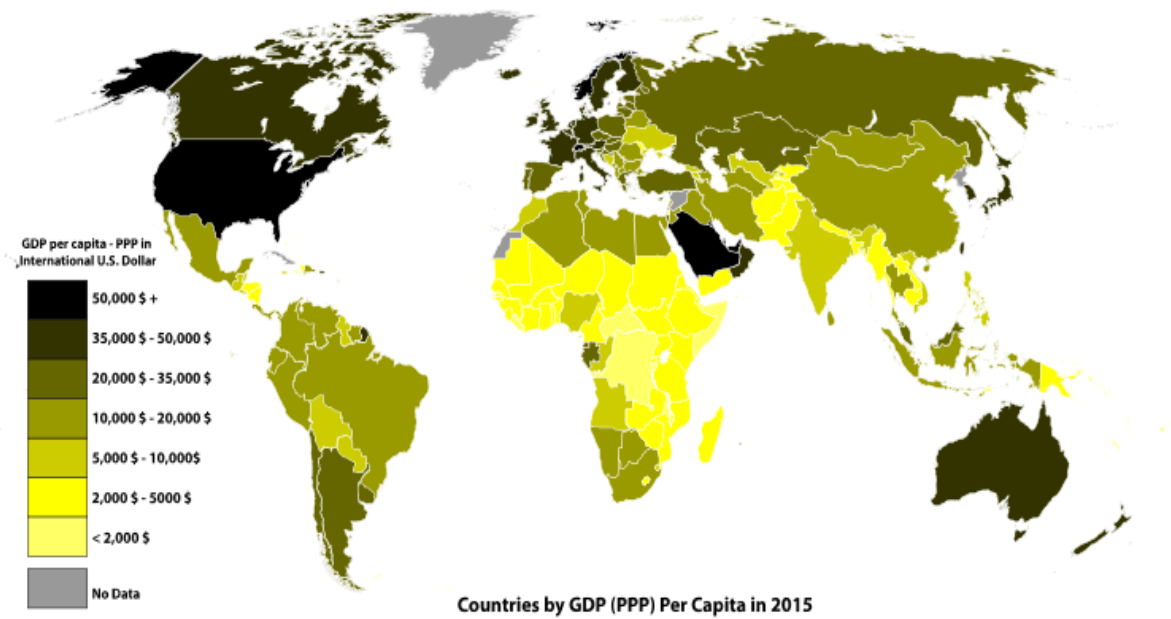 GDP per capita - PPP in
International U.S. Dollar
50,000 $ +
35,000 $ - 50,000 $
20,000 $ - 35,000 $
10,000 $ - 20,000 $
5,000 $ - 10,000$
2,000 $ - 5000 $
< 2,000 $
No Data
Countries by GDP (PPP) Per Capita in 2015